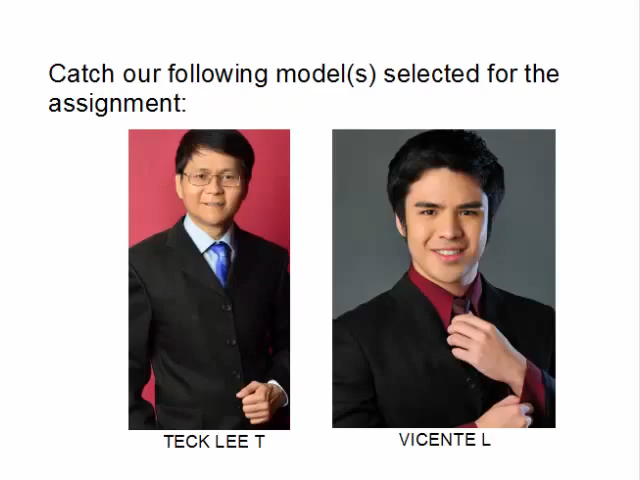 Catch our following model(s) selected for the
assignment:
TECK LEE T
VICENTE L